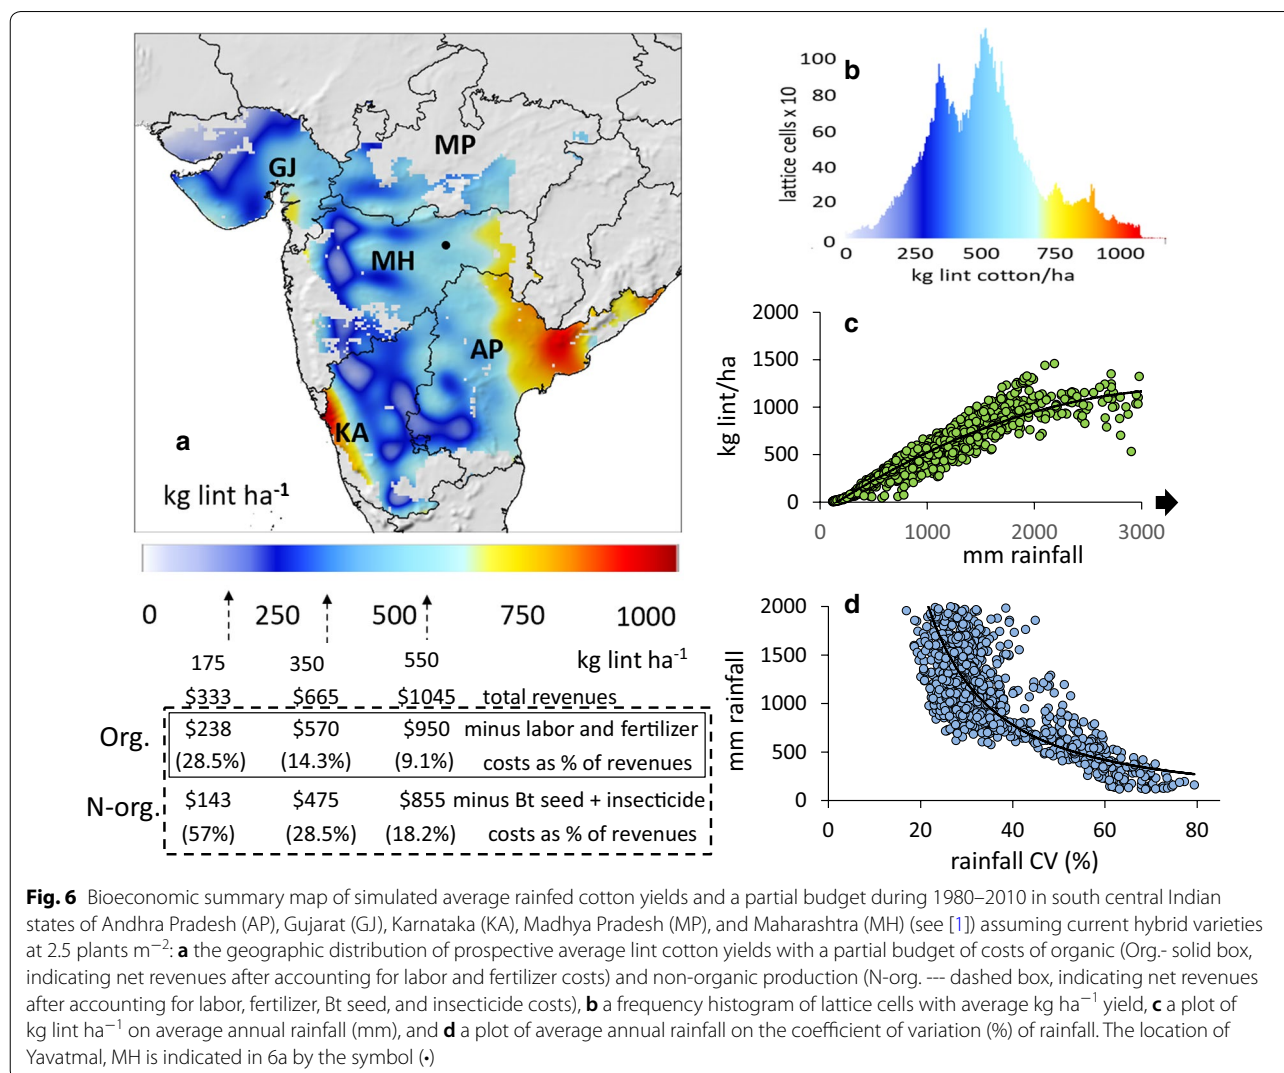 MP
GJ
MH
AP
KA
a
kg lint ha-1
0 250 500 750 1000
175 350 550 kg lint ha-1
$333 $665 $1045 total revenues
Org. $238 $570 $950 minus labor and fertilizer
(28.5%) (14.3%) (9.1%) costs as % of revenues
N-org. $143 $475 $855 minus Bt seed + insecticide
(57%) (28.5%) (18.2%) costs as % of revenues
b
lattice cells x 10
100
80
60
40
20
0
0 250 500 750 1000
kg lint cotton/ha
c
kg lint/ha
2000
1500
1000
500
0
0 1000 2000 3000
mm rainfall
d
mm rainfall
2000
1500
1000
500
0
0 20 40 60 80
rainfall CV (%)
Fig. 6 Bioeconomic summary map of simulated average rainfed cotton yields and a partial budget during 1980–2010 in south central Indian
states of Andhra Pradesh (AP), Gujarat (GJ), Karnataka (KA), Madhya Pradesh (MP), and Maharashtra (MH) (see [1]) assuming current hybrid varieties
at 2.5 plants m−2: a the geographic distribution of prospective average lint cotton yields with a partial budget of costs of organic (Org.- solid box,
indicating net revenues after accounting for labor and fertilizer costs) and non-organic production (N-org. --- dashed box, indicating net revenues
after accounting for labor, fertilizer, Bt seed, and insecticide costs), b a frequency histogram of lattice cells with average kg ha−1 yield, c a plot of
kg lint ha−1 on average annual rainfall (mm), and d a plot of average annual rainfall on the coefficient of variation (%) of rainfall. The location of
Yavatmal, MH is indicated in 6a by the symbol (•)